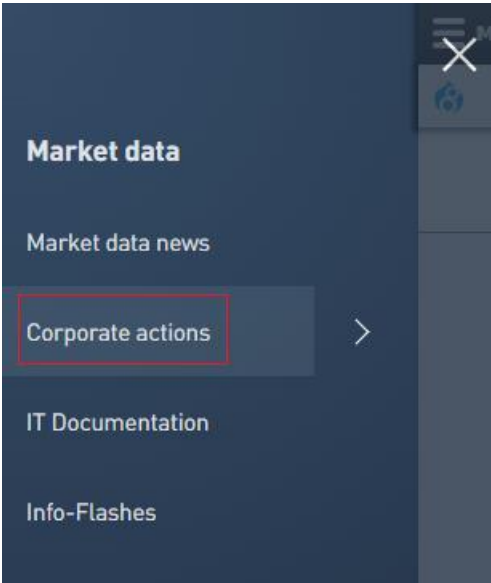 Market data
Market data news
Corporate actions
IT Documentation
Info-Flashes